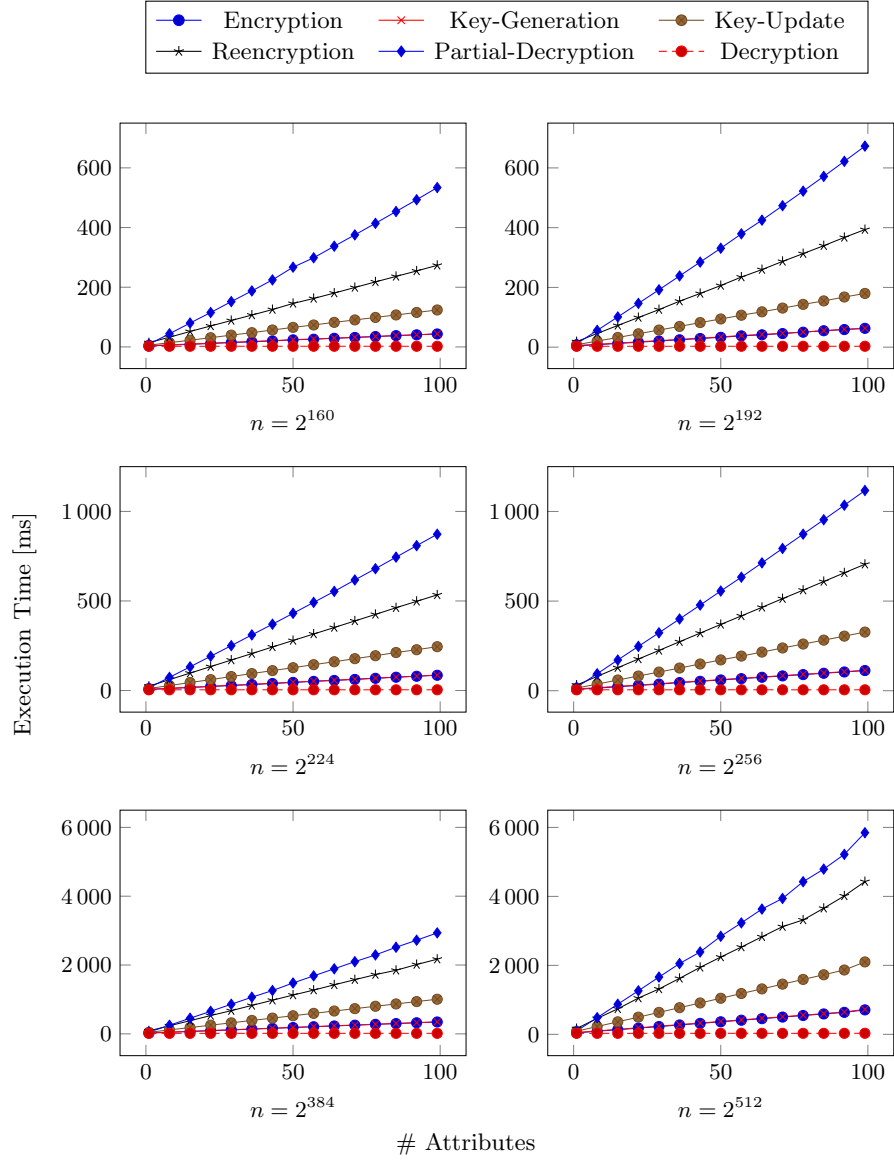 Encryption Key-Generation Key-Update
Reencryption Partial-Decryption Decryption
600
400
200
0
0 50 100
n = 2^160
600
400
200
0
0 50 100
n = 2^192
Execution Time [ms]
1 000
500
0
0 50 100
n = 2^224
1 000
500
0
0 50 100
n = 2^256
6 000
4 000
2 000
0
0 50 100
n = 2^384
6 000
4 000
2 000
0
0 50 100
n = 2^512
# Attributes